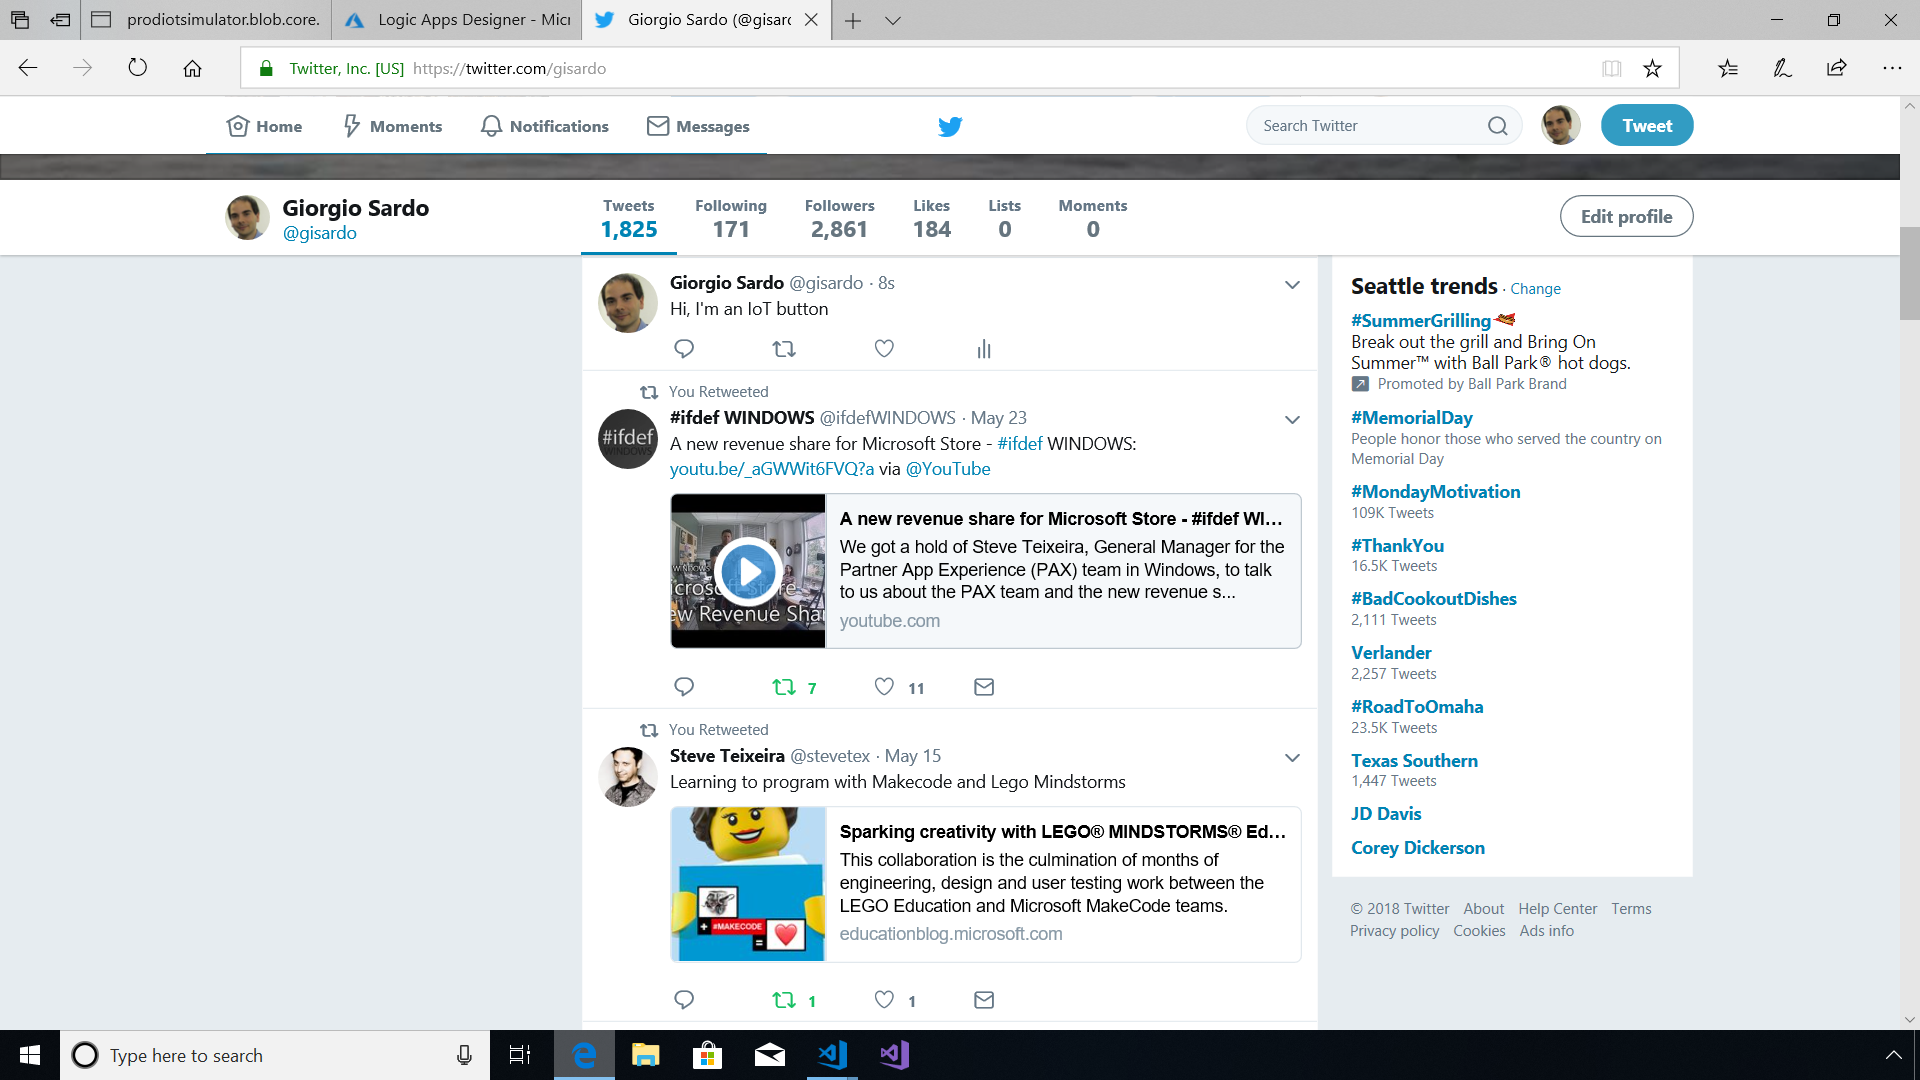 prodiotsimulator.blob.core.
Logic Apps Designer - Micr
Giorgio Sardo (@gisard
Twitter, Inc. [US] https://twitter.com/gisardo
Home
Moments
Notifications
Messages
Search Twitter
Tweet
Giorgio Sardo
@gisardo
Tweets
1,825
Following
171
Followers
2,861
Likes
184
Lists
0
Moments
0
Edit profile
Giorgio Sardo @gisardo · 8s
Hi, I'm an IoT button
You Retweeted
#ifdef WINDOWS @ifdefWINDOWS · May 23
A new revenue share for Microsoft Store - #ifdef WINDOWS:
youtu.be/_aGWWit6FVQ?a via @YouTube
#ifdef
WINDOWS
WINDOWS
icrosoft Store
ew Revenue Shar
A new revenue share for Microsoft Store - #ifdef WI...
We got a hold of Steve Teixeira, General Manager for the
Partner App Experience (PAX) team in Windows, to talk
to us about the PAX team and the new revenue s...
youtube.com
7
11
You Retweeted
Steve Teixeira @stevetex · May 15
Learning to program with Makecode and Lego Mindstorms
+ #MAKECODE
=
Sparking creativity with LEGO® MINDSTORMS® Ed...
This collaboration is the culmination of months of
engineering, design and user testing work between the
LEGO Education and Microsoft MakeCode teams.
educationblog.microsoft.com
1
1
Seattle trends · Change
#SummerGrilling
Break out the grill and Bring On
Summer™ with Ball Park® hot dogs.
Promoted by Ball Park Brand
#MemorialDay
People honor those who served the country on
Memorial Day
#MondayMotivation
109K Tweets
#ThankYou
16.5K Tweets
#BadCookoutDishes
2,111 Tweets
Verlander
2,257 Tweets
#RoadToOmaha
23.5K Tweets
Texas Southern
1,447 Tweets
JD Davis
Corey Dickerson
© 2018 Twitter About Help Center Terms
Privacy policy Cookies Ads info
Type here to search